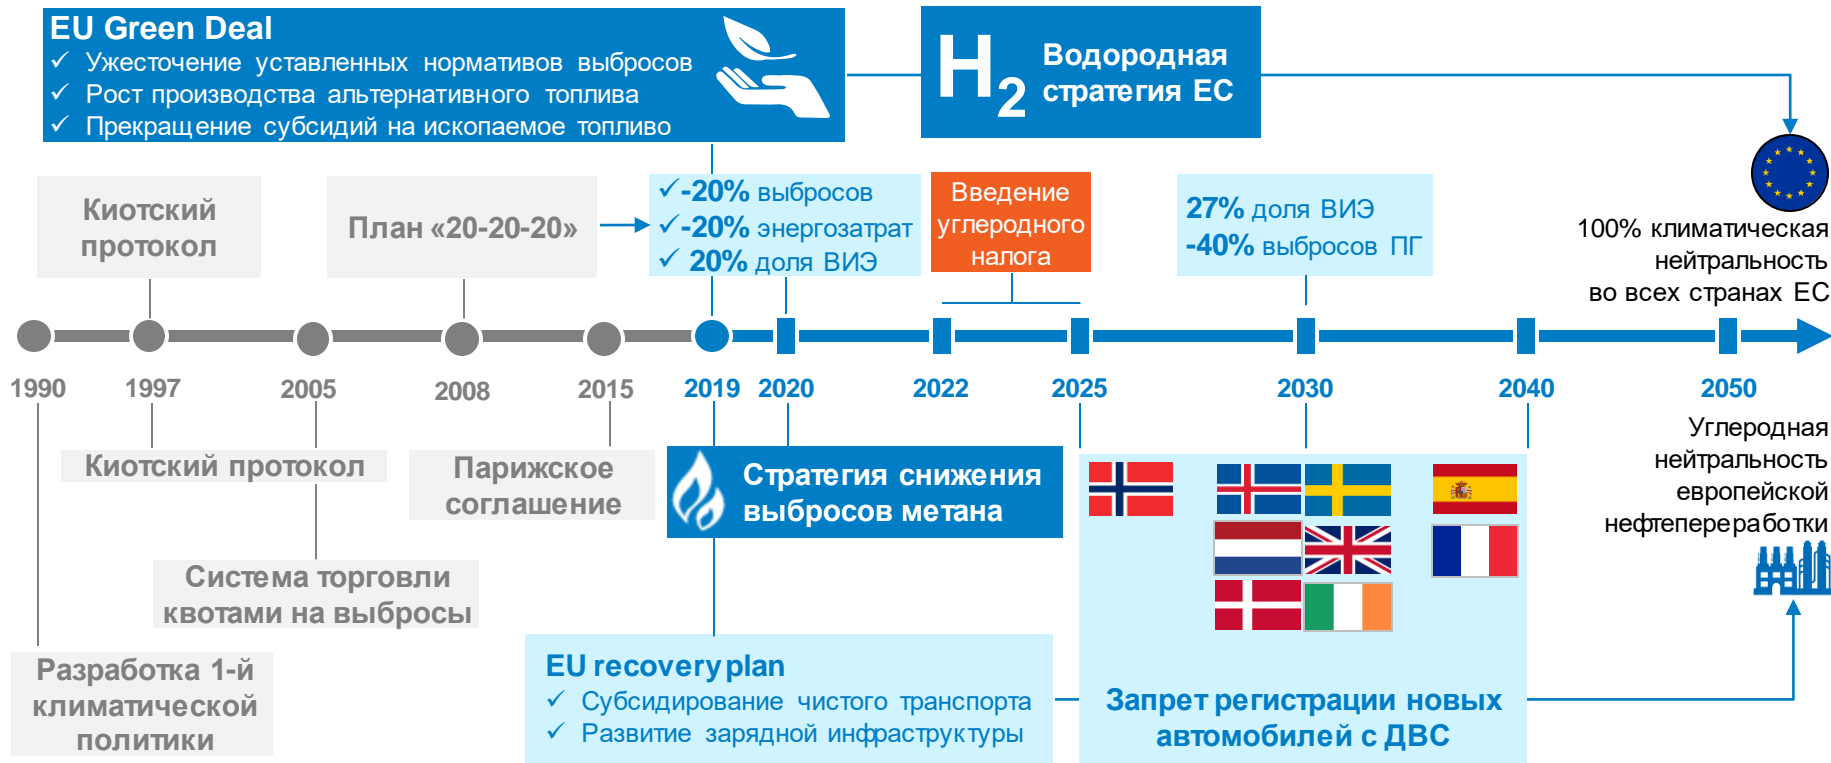 EU Green Deal
✓ Ужесточение уставленных нормативов выбросов
✓ Рост производства альтернативного топлива
✓ Прекращение субсидий на ископаемое топливо
H2
Водородная
стратегия ЕС
Киотский
протокол
План «20-20-20»
✓ -20% выбросов
✓ -20% энергозатрат
✓ 20% доля ВИЭ
Введение
углеродного
налога
27% доля ВИЭ
-40% выбросов ПГ
100% климатическая
нейтральность
во всех странах ЕС
1990 1997 2005 2008 2015 2019 2020 2022 2025 2030 2040 2050
Киотский протокол
Парижское
соглашение
Система торговли
квотами на выбросы
Разработка 1-й
климатической
политики
Стратегия снижения
выбросов метана
EU recovery plan
✓ Субсидирование чистого транспорта
✓ Развитие зарядной инфраструктуры
Запрет регистрации новых
автомобилей с ДВС
Углеродная
нейтральность
европейской
нефтепереработки